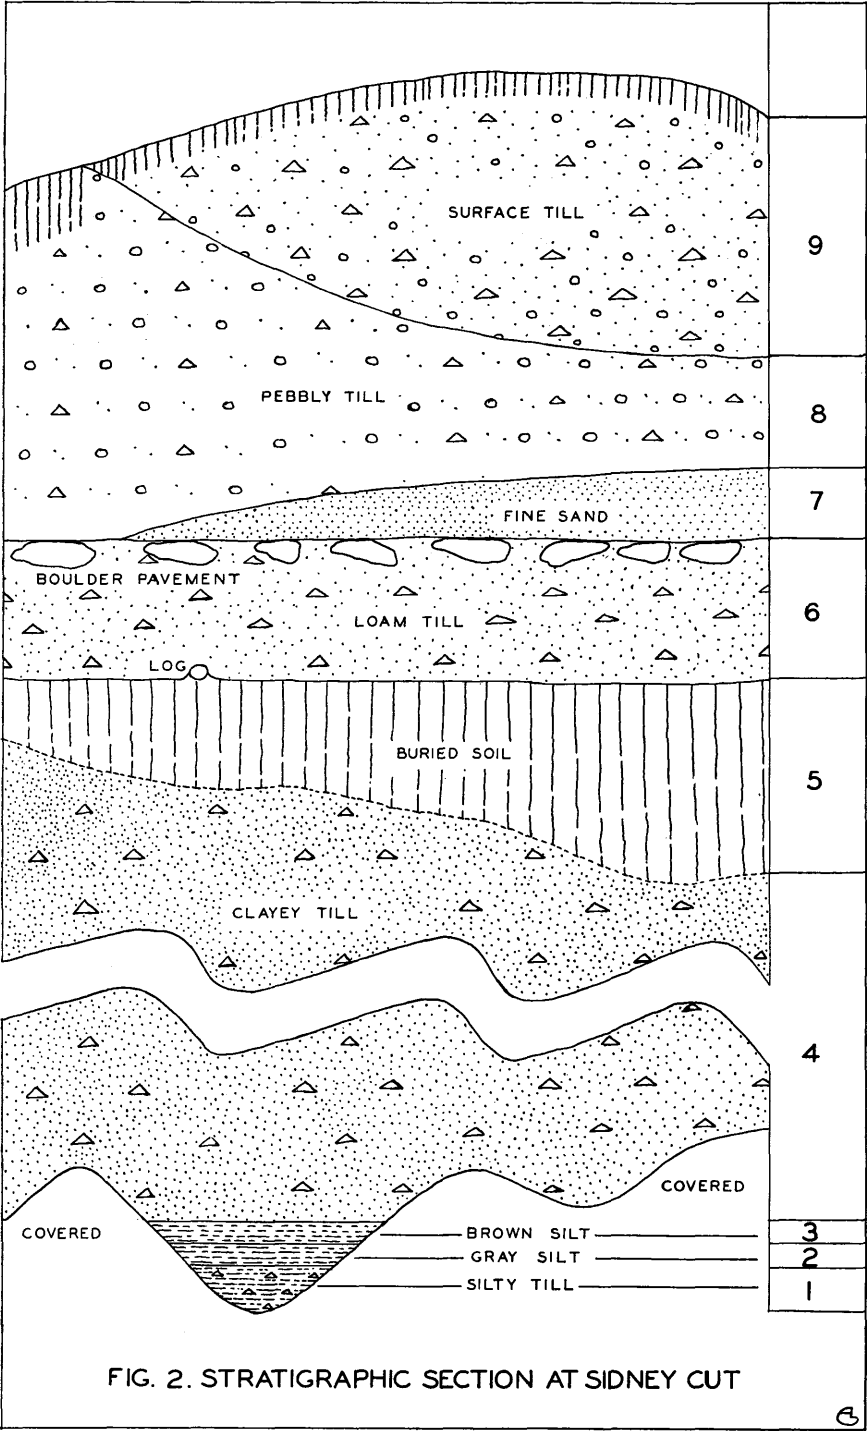 SURFACE TILL
9
PEBBLY TILL
8
7
FINE SAND
BOULDER PAVEMENT
LOAM TILL
6
LOG
BURIED SOIL
5
CLAYEY TILL
4
COVERED
COVERED
BROWN SILT
3
GRAY SILT
2
SILTY TILL
1
FIG. 2. STRATIGRAPHIC SECTION AT SIDNEY CUT